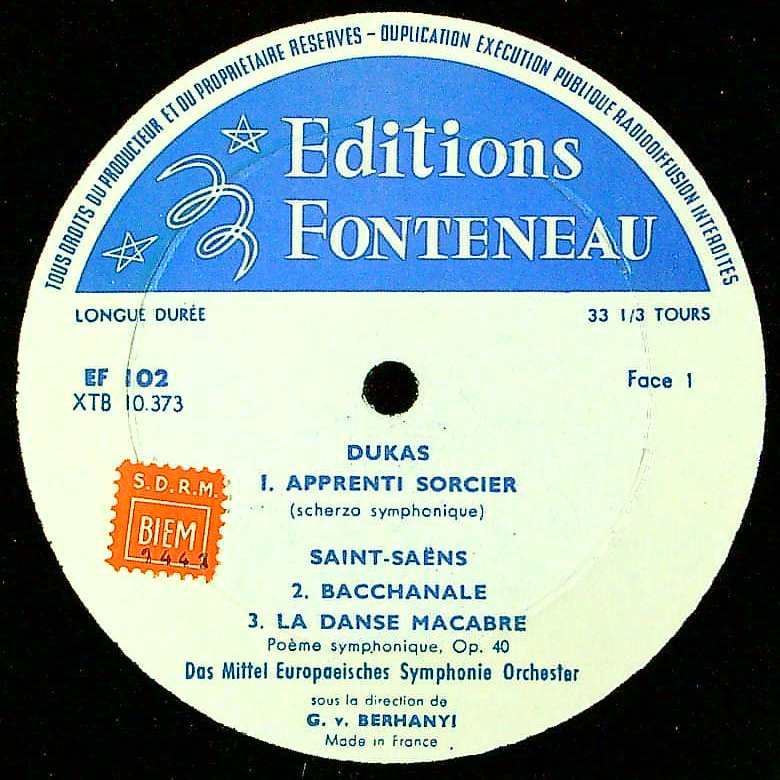 TOUS DROITS DU PRODUCTEUR ET DU PROPRIÉTAIRE RÉSERVÉS - DUPLICATION EXÉCUTION PUBLIQUE RADIODIFFUSION INTERDITES
Editions
FONTENEAU
LONGUE DURÉE
33 1/3 TOURS
EF 102
XTB 10.373
Face 1
DUKAS
1. APPRENTI SORCIER
(scherzo symphonique)
S.D.R.M.
BIEM
SAINT-SAËNS
2. BACCHANALE
3. LA DANSE MACABRE
Poème symphonique, Op. 40
Das Mittel Europaeisches Symphonie Orchester
sous la direction de
G. v. BERHANYI
Made in France